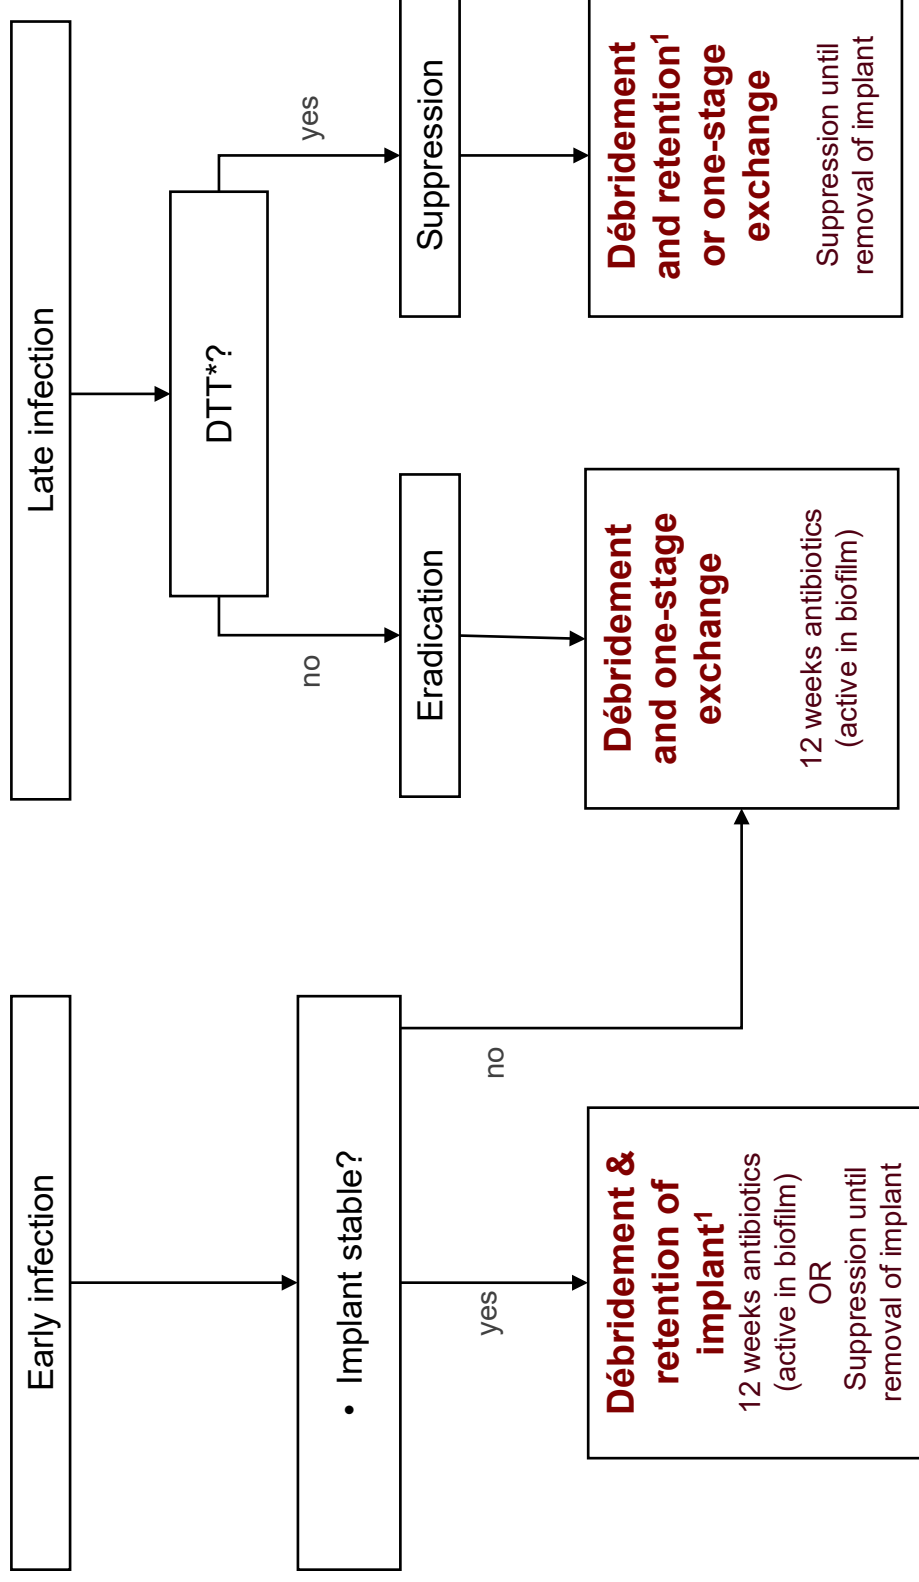 Early infection
• Implant stable?
yes
no
Débridement &
retention of
implant¹
12 weeks antibiotics
(active in biofilm)
OR
Suppression until
removal of implant
Late infection
DTT*?
no
yes
Eradication
Débridement
and one-stage
exchange
12 weeks antibiotics
(active in biofilm)
Suppression
Débridement
and retention¹
or one-stage
exchange
Suppression until
removal of implant